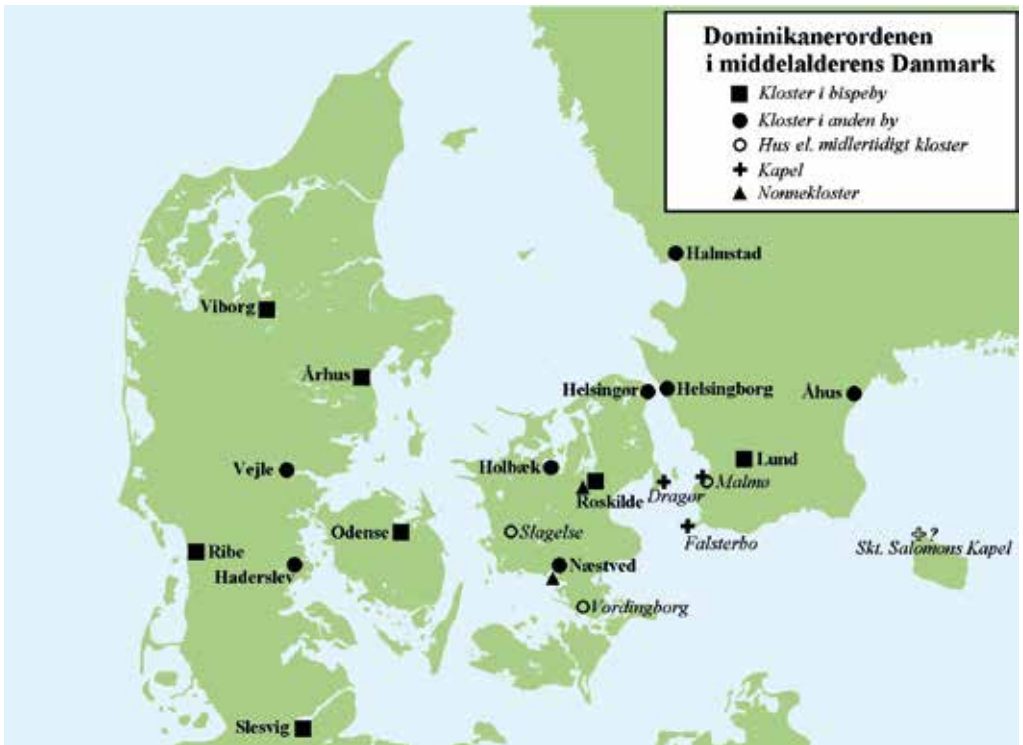 Dominikanerordenen
i middelalderens Danmark
Kloster i bispeby
Kloster i anden by
Hus el. midlertidigt kloster
Kapel
Nonnekloster
Halmstad
Viborg
Århus
Helsingør
Helsingborg
Åhus
Vejle
Holbæk
Lund
Roskilde
Dragør
Malmø
Odense
Slagelse
Falsterbo
?
Skt. Salomons Kapel
Ribe
Haderslev
Næstved
Vordingborg
Slesvig